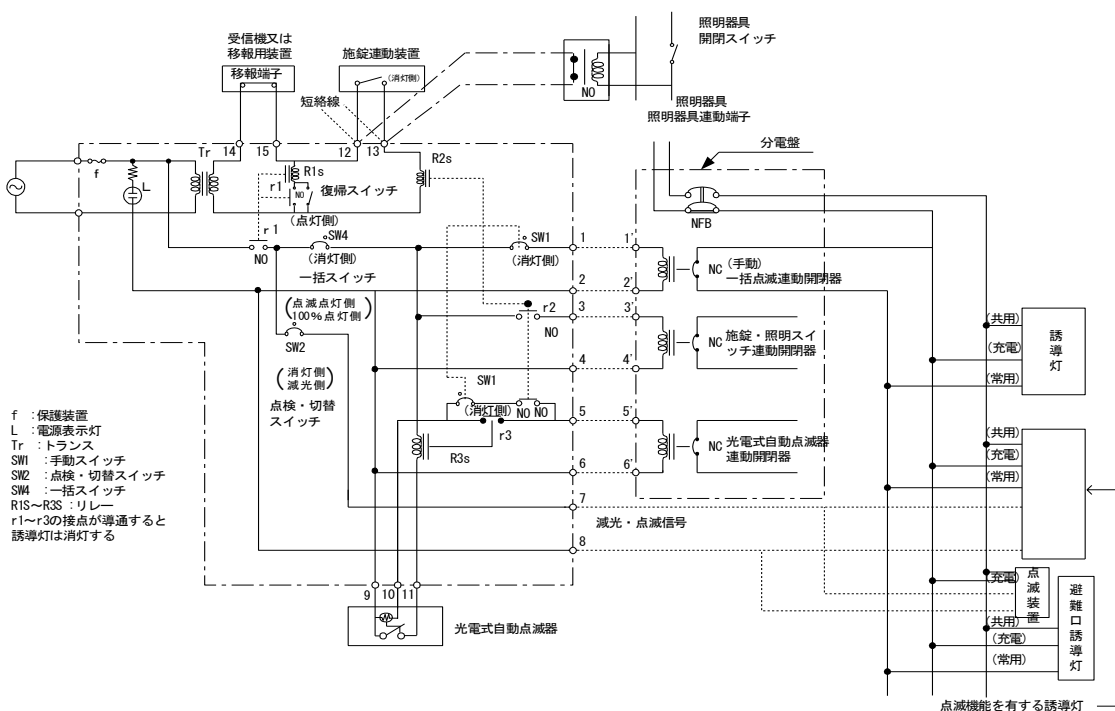 受信機又は
移報用装置
移報端子
施錠連動装置
(消灯側)
NO
照明器具
開閉スイッチ
照明器具
照明器具連動端子
短絡線
14
15
12
13
分電盤
Tr
f
L
R1s
r1
NO
復帰スイッチ
(点灯側)
R2s
NFB
r1
NO
SW4
(消灯側)
一括スイッチ
SW1
(消灯側)
1
1'
2
2'
NC
(手動)
一括点滅連動開閉器
点滅点灯側
100%点灯側
SW2
消灯側
減光側
点検・切替
スイッチ
r2
NO
3
3'
4
4'
NC
施錠・照明スイ
ッチ連動開閉器
SW1
(消灯側)
NO
NO
r3
R3s
5
5'
6
6'
NC
光電式自動点滅器
連動開閉器
7
減光・点滅信号
8
9
10
11
光電式自動点滅器
(共用)
(充電)
(常用)
誘導灯
(共用)
(充電)
(常用)
(充電)
点滅装置
(共用)
(充電)
(常用)
避難口誘導灯
点滅機能を有する誘導灯
f :保護装置
L :電源表示灯
Tr :トランス
SW1 :手動スイッチ
SW2 :点検・切替スイッチ
SW4 :一括スイッチ
R1S~R3S :リレー
r1~r3の接点が導通すると
誘導灯は消灯する